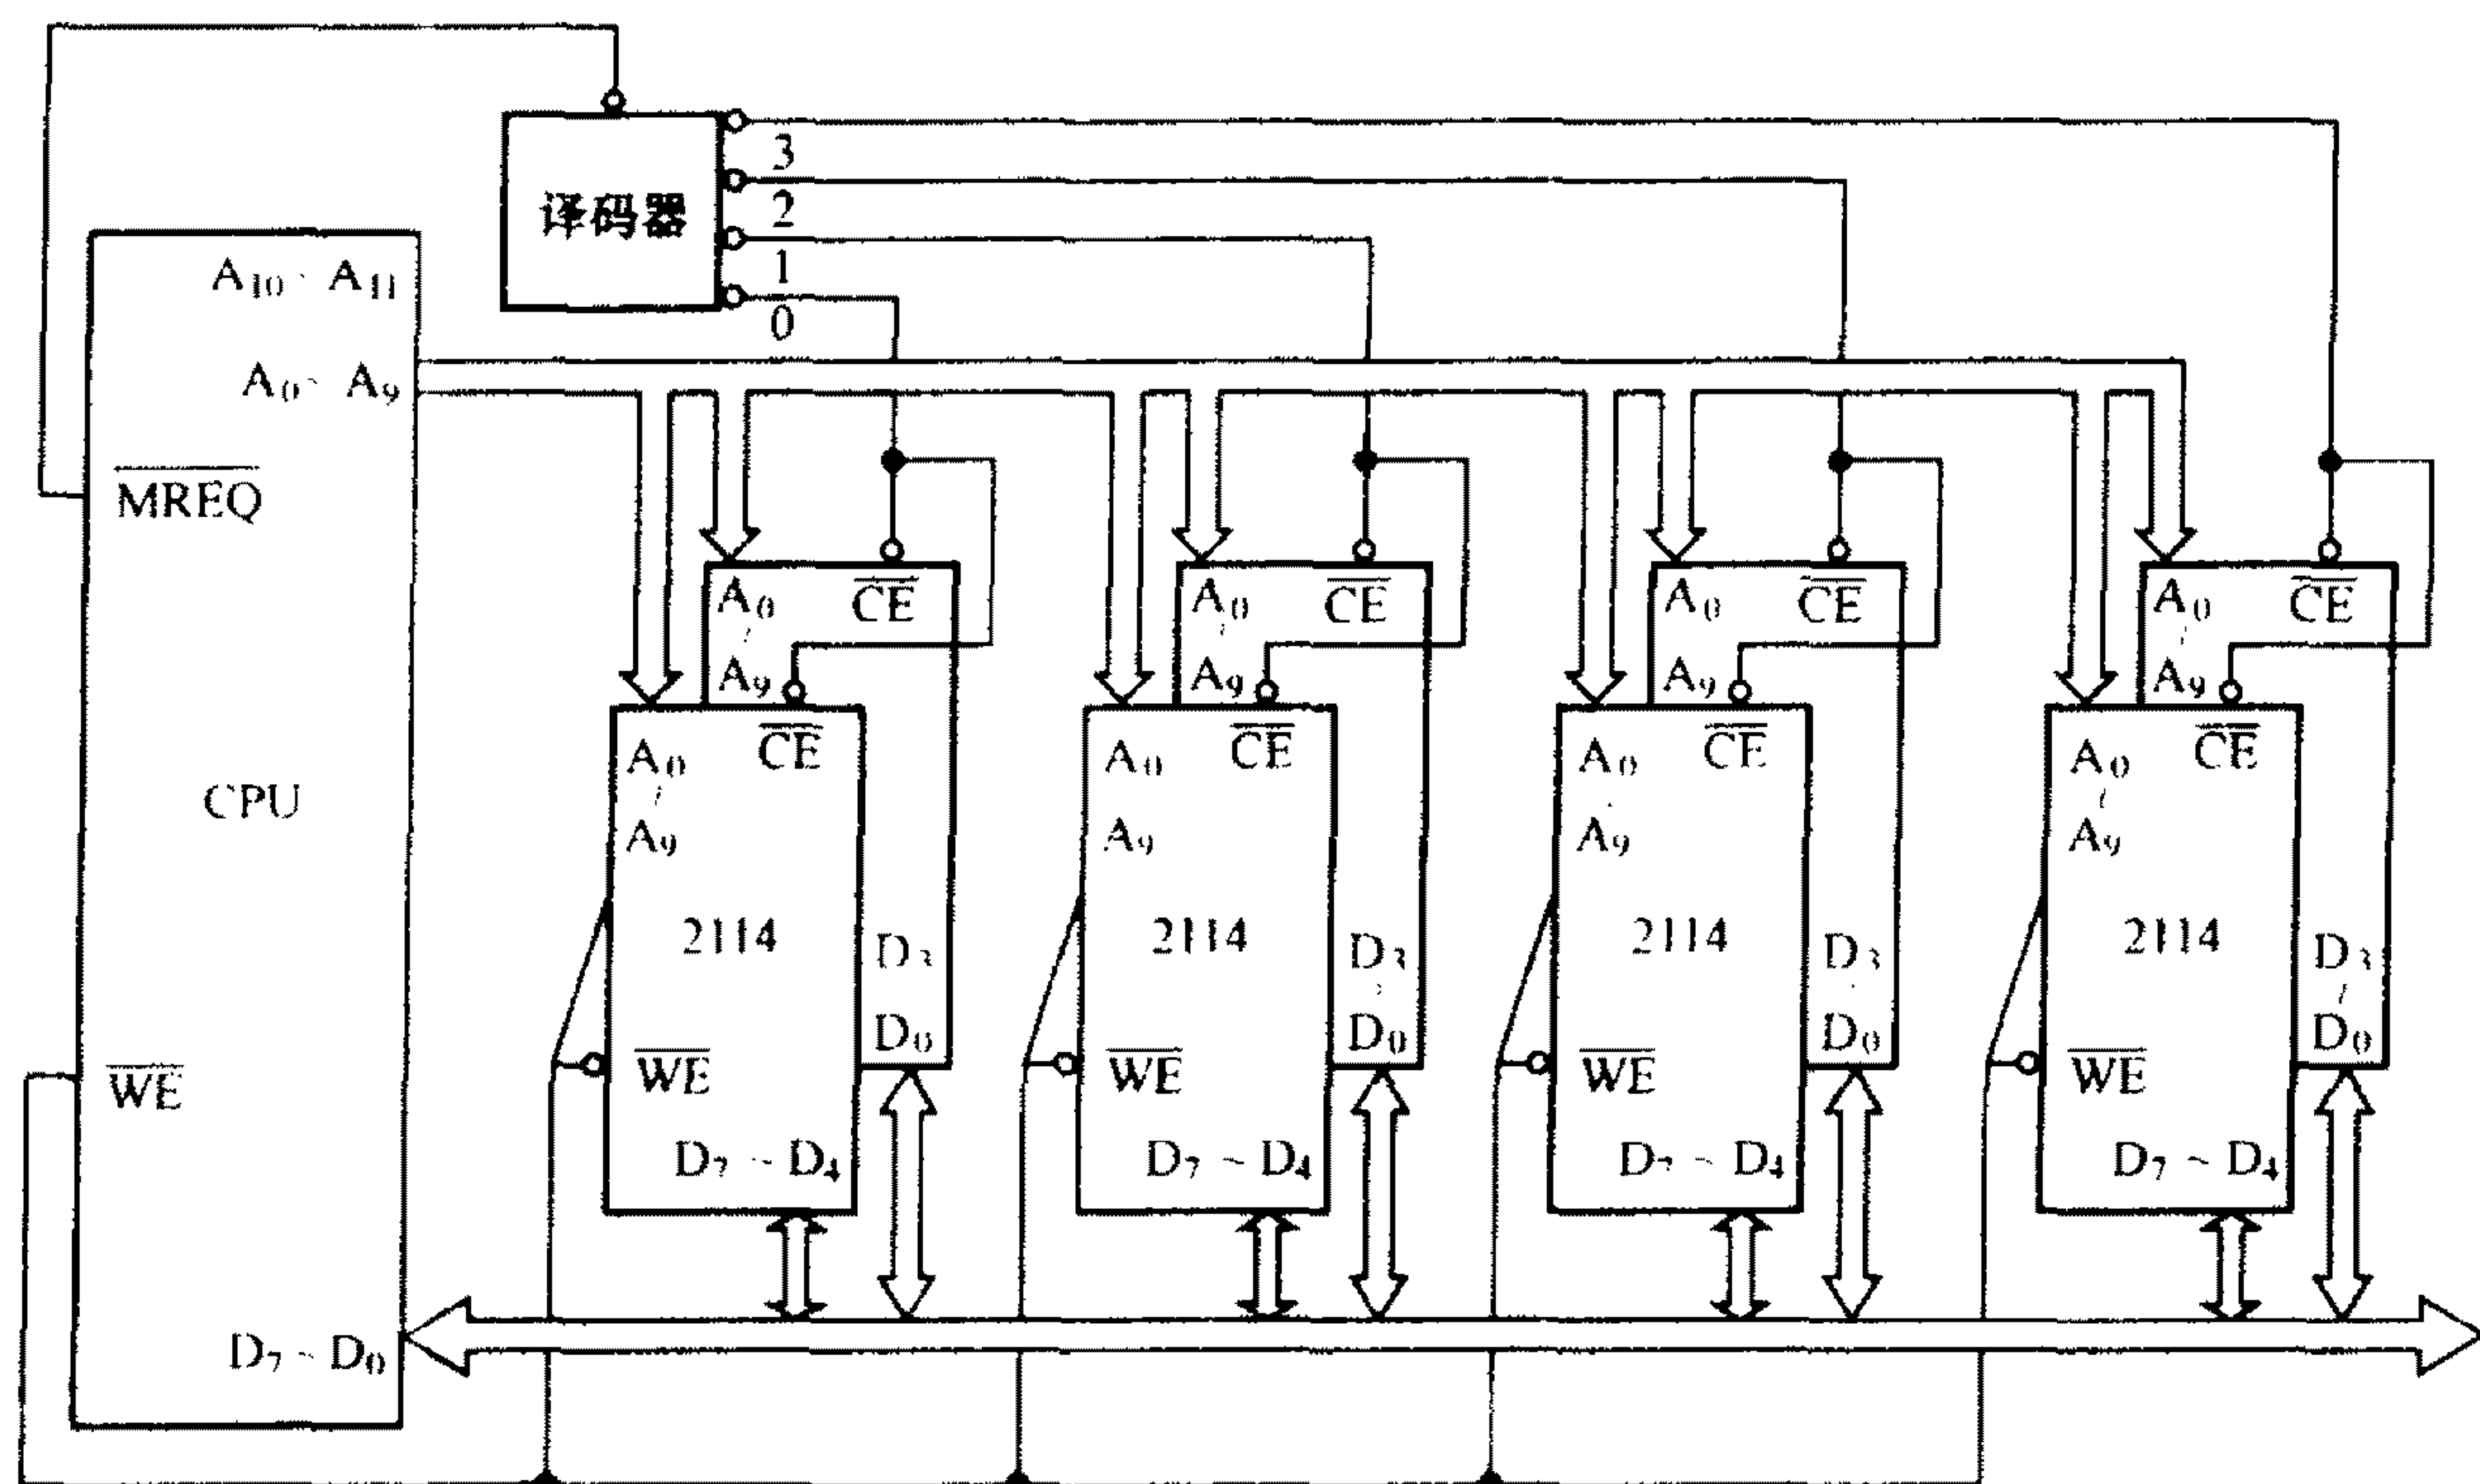 译码器
3
2
1
0
A₁₀ ~ A₁₁
A₀ ~ A₉
MREQ
CPU
WE
D₇ ~ D₀
A₀
A₉
CE
A₀
A₉
CE
2114
D₃
D₀
WE
D₇ ~ D₄
A₀
A₉
CE
A₀
A₉
CE
2114
D₃
D₀
WE
D₇ ~ D₄
A₀
A₉
CE
A₀
A₉
CE
2114
D₃
D₀
WE
D₇ ~ D₄
A₀
A₉
CE
A₀
A₉
CE
2114
D₃
D₀
WE
D₇ ~ D₄